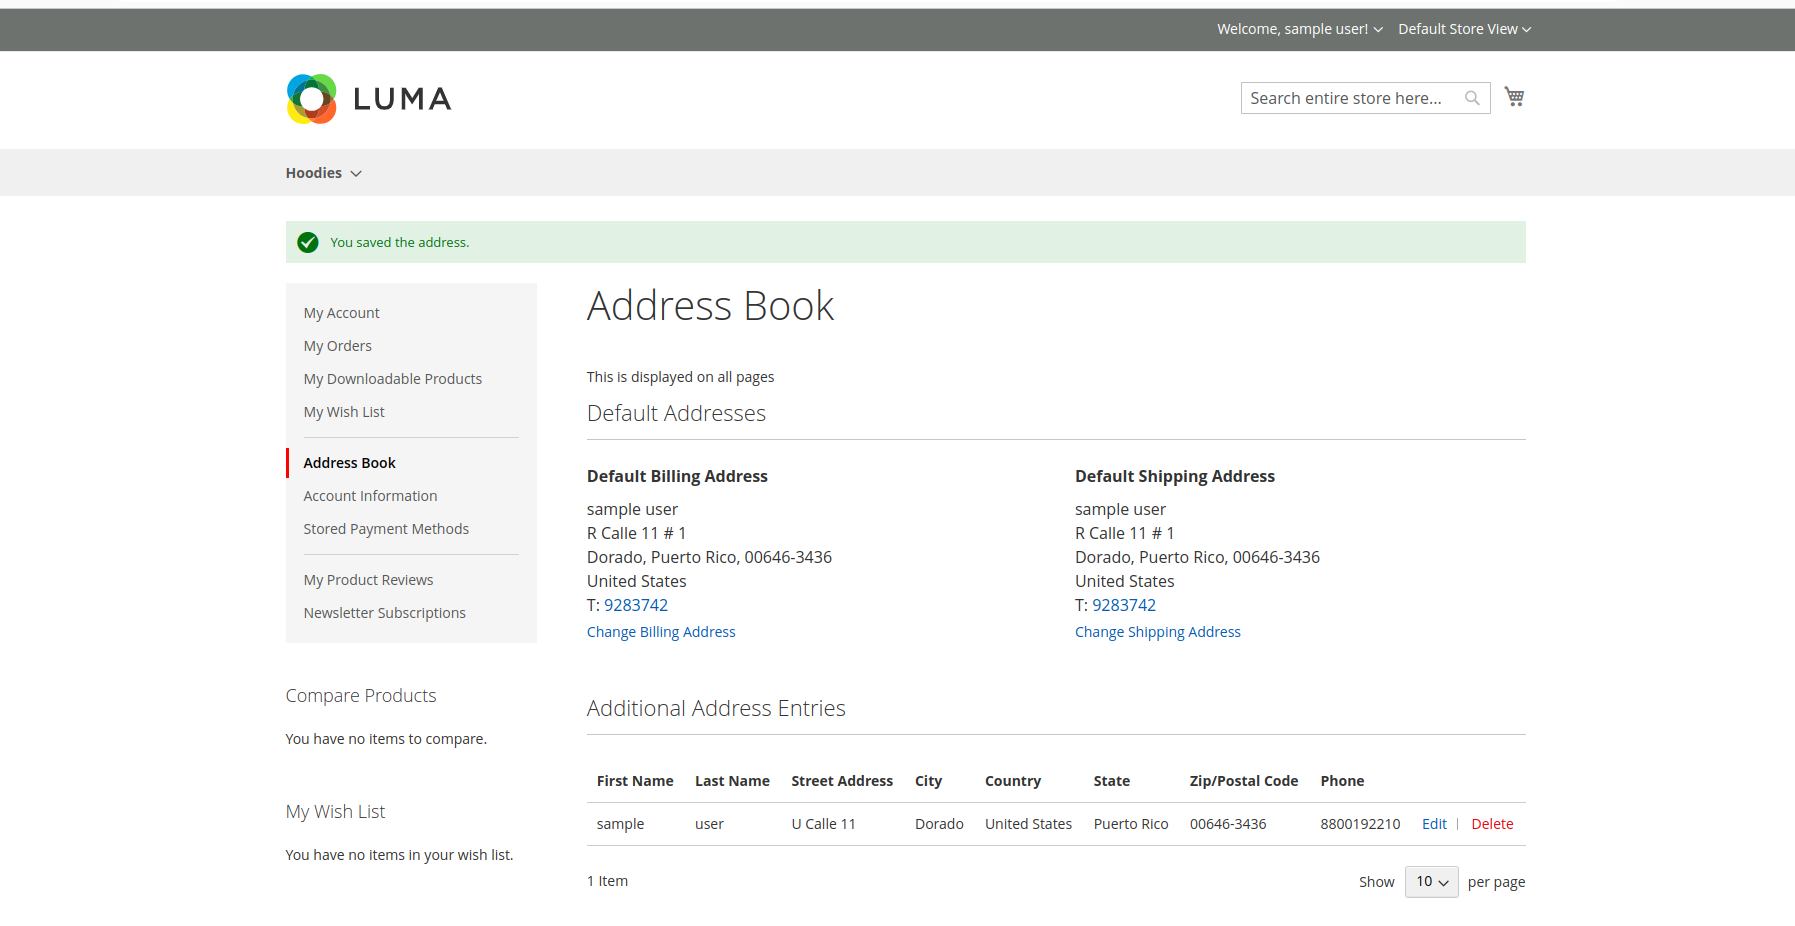 Welcome, sample user! Default Store View
LUMA
Search entire store here...
Hoodies
You saved the address.
My Account
My Orders
My Downloadable Products
My Wish List
Address Book
Account Information
Stored Payment Methods
My Product Reviews
Newsletter Subscriptions
Compare Products
You have no items to compare.
My Wish List
You have no items in your wish list.
Address Book
This is displayed on all pages
Default Addresses
Default Billing Address
sample user
R Calle 11 # 1
Dorado, Puerto Rico, 00646-3436
United States
T: 9283742
Change Billing Address
Default Shipping Address
sample user
R Calle 11 # 1
Dorado, Puerto Rico, 00646-3436
United States
T: 9283742
Change Shipping Address
Additional Address Entries
First Name Last Name Street Address City Country State Zip/Postal Code Phone
sample user U Calle 11 Dorado United States Puerto Rico 00646-3436 8800192210 Edit | Delete
1 Item
Show 10 per page